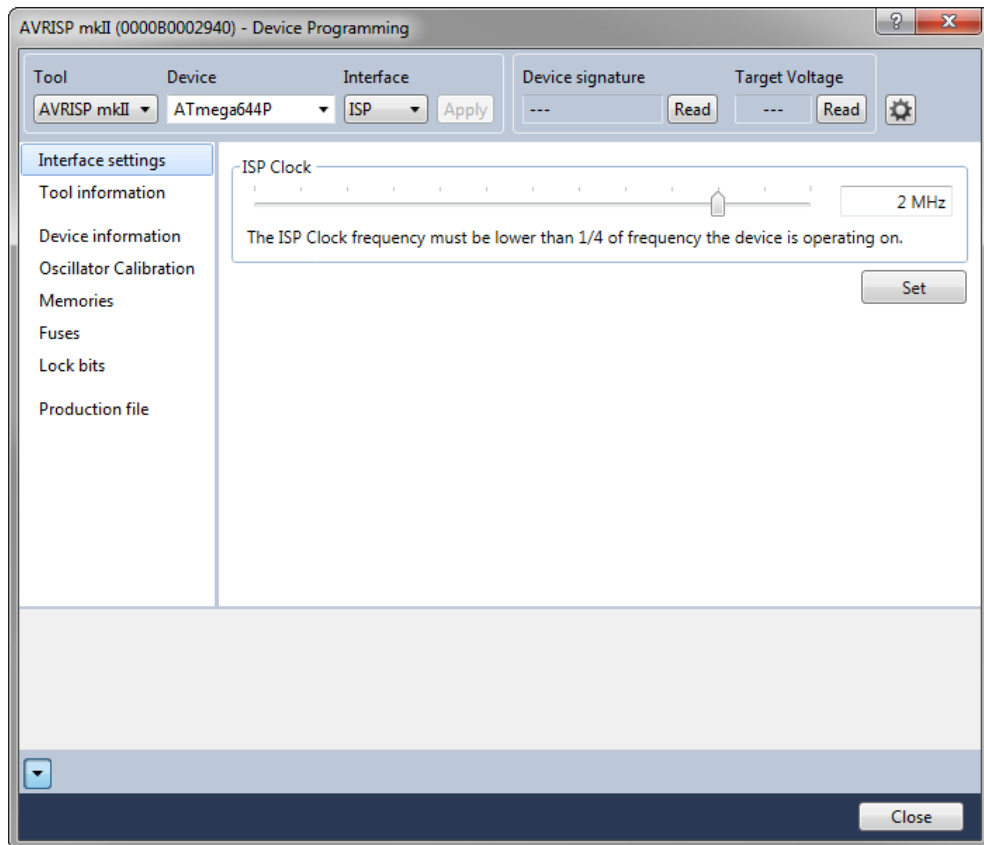 AVRISP mkII (0000B0002940) - Device Programming
Tool Device Interface Device signature Target Voltage
AVRISP mkII ATmega644P ISP Apply --- Read --- Read
Interface settings
Tool information
Device information
Oscillator Calibration
Memories
Fuses
Lock bits
Production file
ISP Clock
2 MHz
The ISP Clock frequency must be lower than 1/4 of frequency the device is operating on.
Set
Close